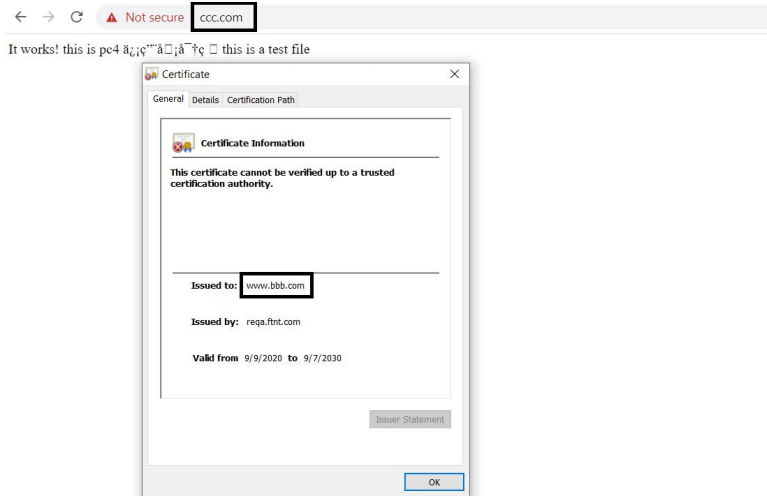 Not secure ccc.com
It works! this is pc4 ä¿¡ç”¨å□¡å¯†ç □ this is a test file
Certificate
General Details Certification Path
Certificate Information
This certificate cannot be verified up to a trusted
certification authority.
Issued to: www.bbb.com
Issued by: reqa.ftnt.com
Valid from 9/9/2020 to 9/7/2030
Issuer Statement
OK